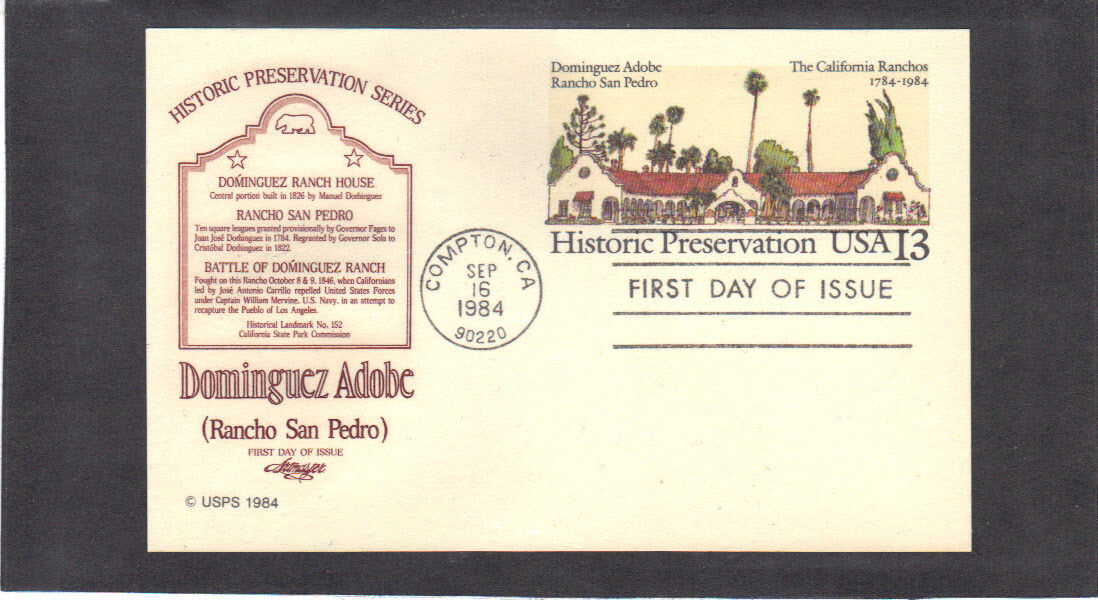 HISTORIC PRESERVATION SERIES
DOMÍNGUEZ RANCH HOUSE
Central portion built in 1826 by Manuel Domínguez
RANCHO SAN PEDRO
Ten square leagues granted provisionally by Governor Fages to
Juan José Domínguez in 1784. Regranted by Governor Sola to
Cristóbal Domínguez in 1822.
BATTLE OF DOMÍNGUEZ RANCH
Fought on this Rancho October 8 & 9, 1846, when Californians
led by José Antonio Carrillo repelled United States Forces
under Captain William Mervine, U.S. Navy, in an attempt to
recapture the Pueblo of Los Angeles.
Historical Landmark No. 152
California State Park Commission
Dominguez Adobe
(Rancho San Pedro)
FIRST DAY OF ISSUE
Artmaster
© USPS 1984
COMPTON, CA
SEP
16
1984
90220
Dominguez Adobe
Rancho San Pedro
The California Ranchos
1784-1984
Historic Preservation USA 13
FIRST DAY OF ISSUE